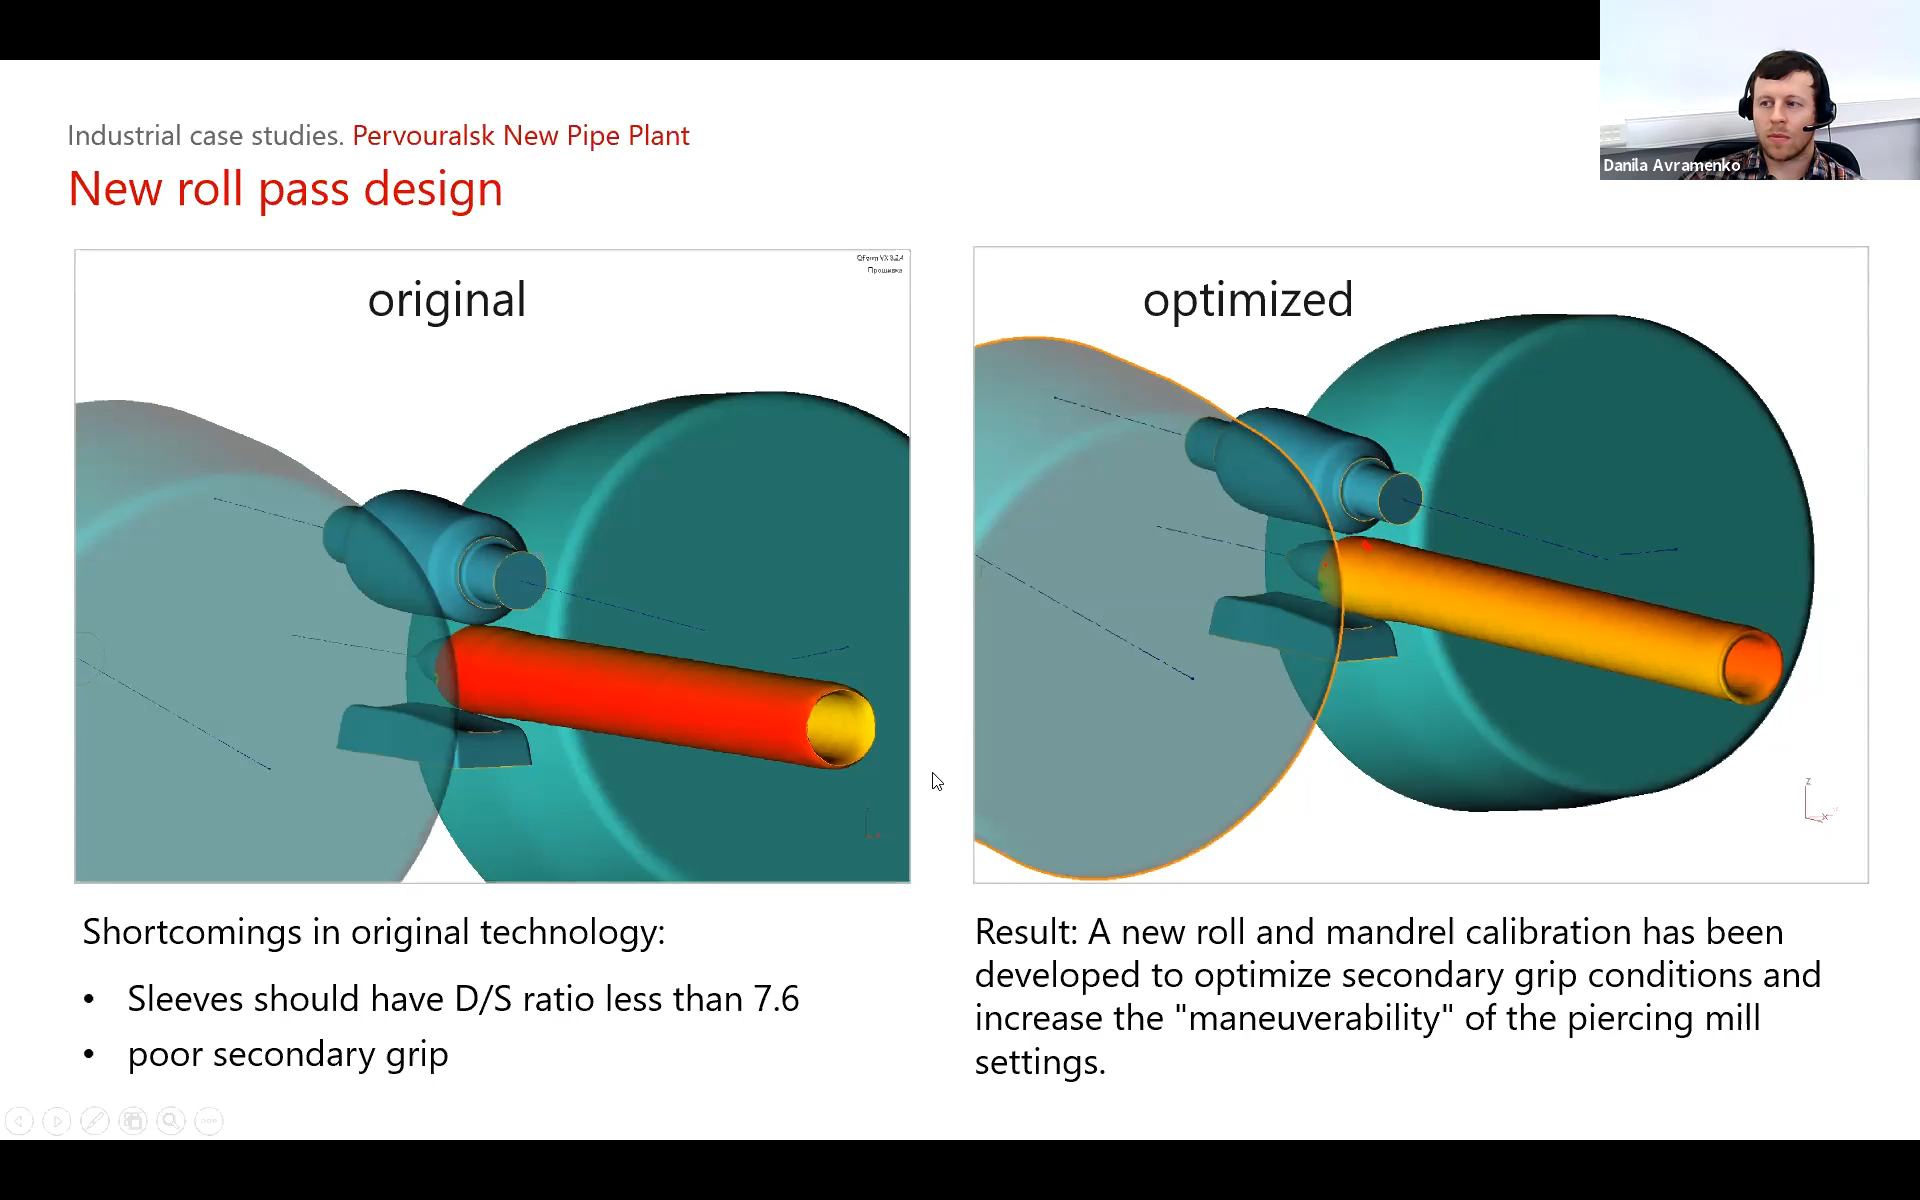 Industrial case studies. Pervouralsk New Pipe Plant
New roll pass design
Danila Avramenko
QForm VX 8.2.4
Прошивка
original
optimized
z
x
Shortcomings in original technology:
• Sleeves should have D/S ratio less than 7.6
• poor secondary grip
Result: A new roll and mandrel calibration has been
developed to optimize secondary grip conditions and
increase the "maneuverability" of the piercing mill
settings.